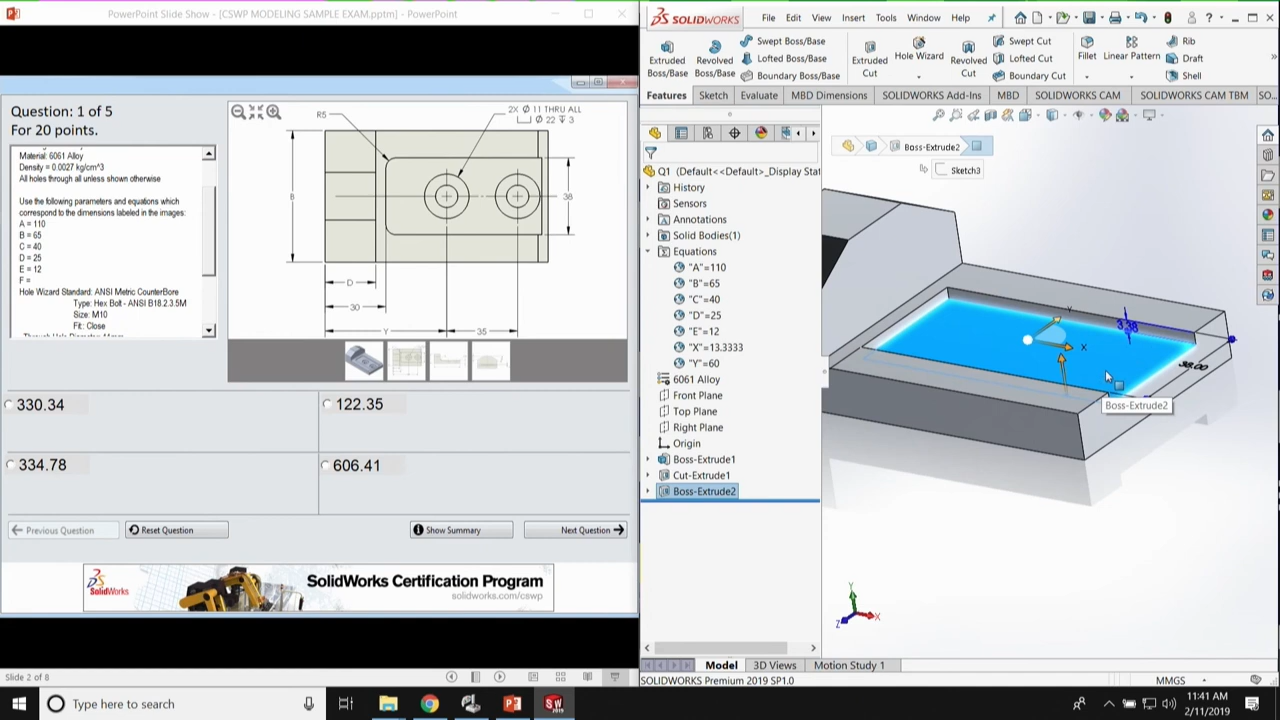 PowerPoint Slide Show - [CSWP MODELING SAMPLE EXAM.pptm] - PowerPoint
Question: 1 of 5
For 20 points.
Material: 6061 Alloy
Density = 0.0027 kg/cm^3
All holes through all unless shown otherwise
Use the following parameters and equations which
correspond to the dimensions labeled in the images:
A = 110
B = 65
C = 40
D = 25
E = 12
F =
Hole Wizard Standard: ANSI Metric CounterBore
Type: Hex Bolt - ANSI B18.2.3.5M
Size: M10
Fit: Close
R5
2X Ø 11 THRU ALL
⌴ Ø 22 ↧ 3
B
38
D
30
Y
35
330.34
122.35
334.78
606.41
Previous Question
Reset Question
Show Summary
Next Question
SolidWorks
SolidWorks Certification Program
solidworks.com/cswp
Slide 2 of 8
SOLIDWORKS
File Edit View Insert Tools Window Help
Extruded Boss/Base
Revolved Boss/Base
Swept Boss/Base
Lofted Boss/Base
Boundary Boss/Base
Extruded Cut
Hole Wizard
Revolved Cut
Swept Cut
Lofted Cut
Boundary Cut
Fillet
Linear Pattern
Rib
Draft
Shell
Features Sketch Evaluate MBD Dimensions SOLIDWORKS Add-Ins MBD SOLIDWORKS CAM SOLIDWORKS CAM TBM SO...
Boss-Extrude2
Sketch3
Q1 (Default<<Default>_Display Stat
History
Sensors
Annotations
Solid Bodies(1)
Equations
"A"=110
"B"=65
"C"=40
"D"=25
"E"=12
"X"=13.3333
"Y"=60
6061 Alloy
Front Plane
Top Plane
Right Plane
Origin
Boss-Extrude1
Cut-Extrude1
Boss-Extrude2
Y
X
38.00
Boss-Extrude2
Y
X
Z
Model 3D Views Motion Study 1
SOLIDWORKS Premium 2019 SP1.0
MMGS
Type here to search
11:41 AM
2/11/2019